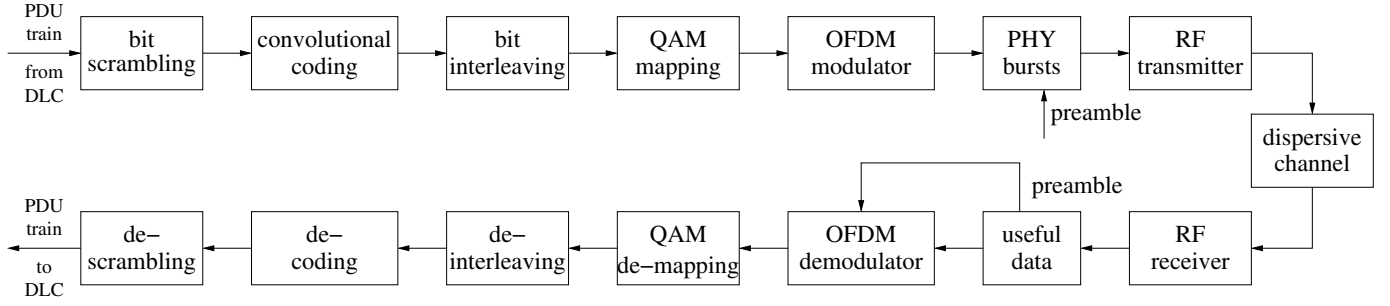 PDU
train
from
DLC
bit
scrambling
convolutional
coding
bit
interleaving
QAM
mapping
OFDM
modulator
PHY
bursts
RF
transmitter
preamble
dispersive
channel
preamble
PDU
train
to
DLC
de−
scrambling
de−
coding
de−
interleaving
QAM
de−mapping
OFDM
demodulator
useful
data
RF
receiver